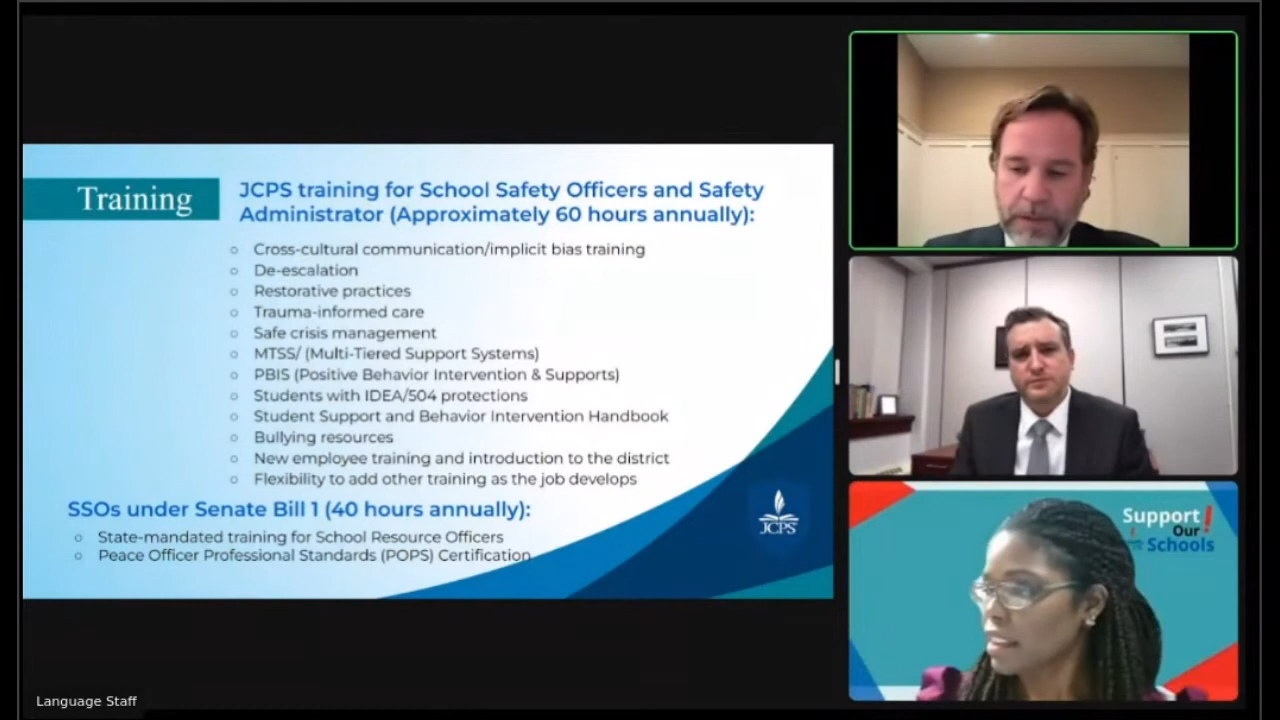 Training
JCPS training for School Safety Officers and Safety
Administrator (Approximately 60 hours annually):
○ Cross-cultural communication/implicit bias training
○ De-escalation
○ Restorative practices
○ Trauma-informed care
○ Safe crisis management
○ MTSS/ (Multi-Tiered Support Systems)
○ PBIS (Positive Behavior Intervention & Supports)
○ Students with IDEA/504 protections
○ Student Support and Behavior Intervention Handbook
○ Bullying resources
○ New employee training and introduction to the district
○ Flexibility to add other training as the job develops
SSOs under Senate Bill 1 (40 hours annually):
○ State-mandated training for School Resource Officers
○ Peace Officer Professional Standards (POPS) Certification
JCPS
Support
Our
Schools
!
Language Staff